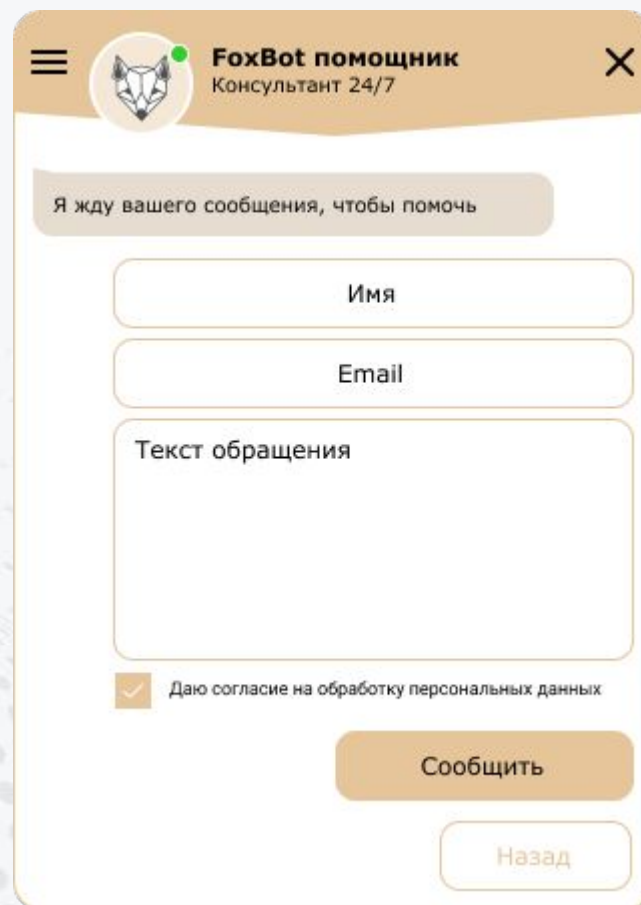 FoxBot помощник
Консультант 24/7
Я жду вашего сообщения, чтобы помочь
Имя
Email
Текст обращения
Даю согласие на обработку персональных данных
Сообщить
Назад